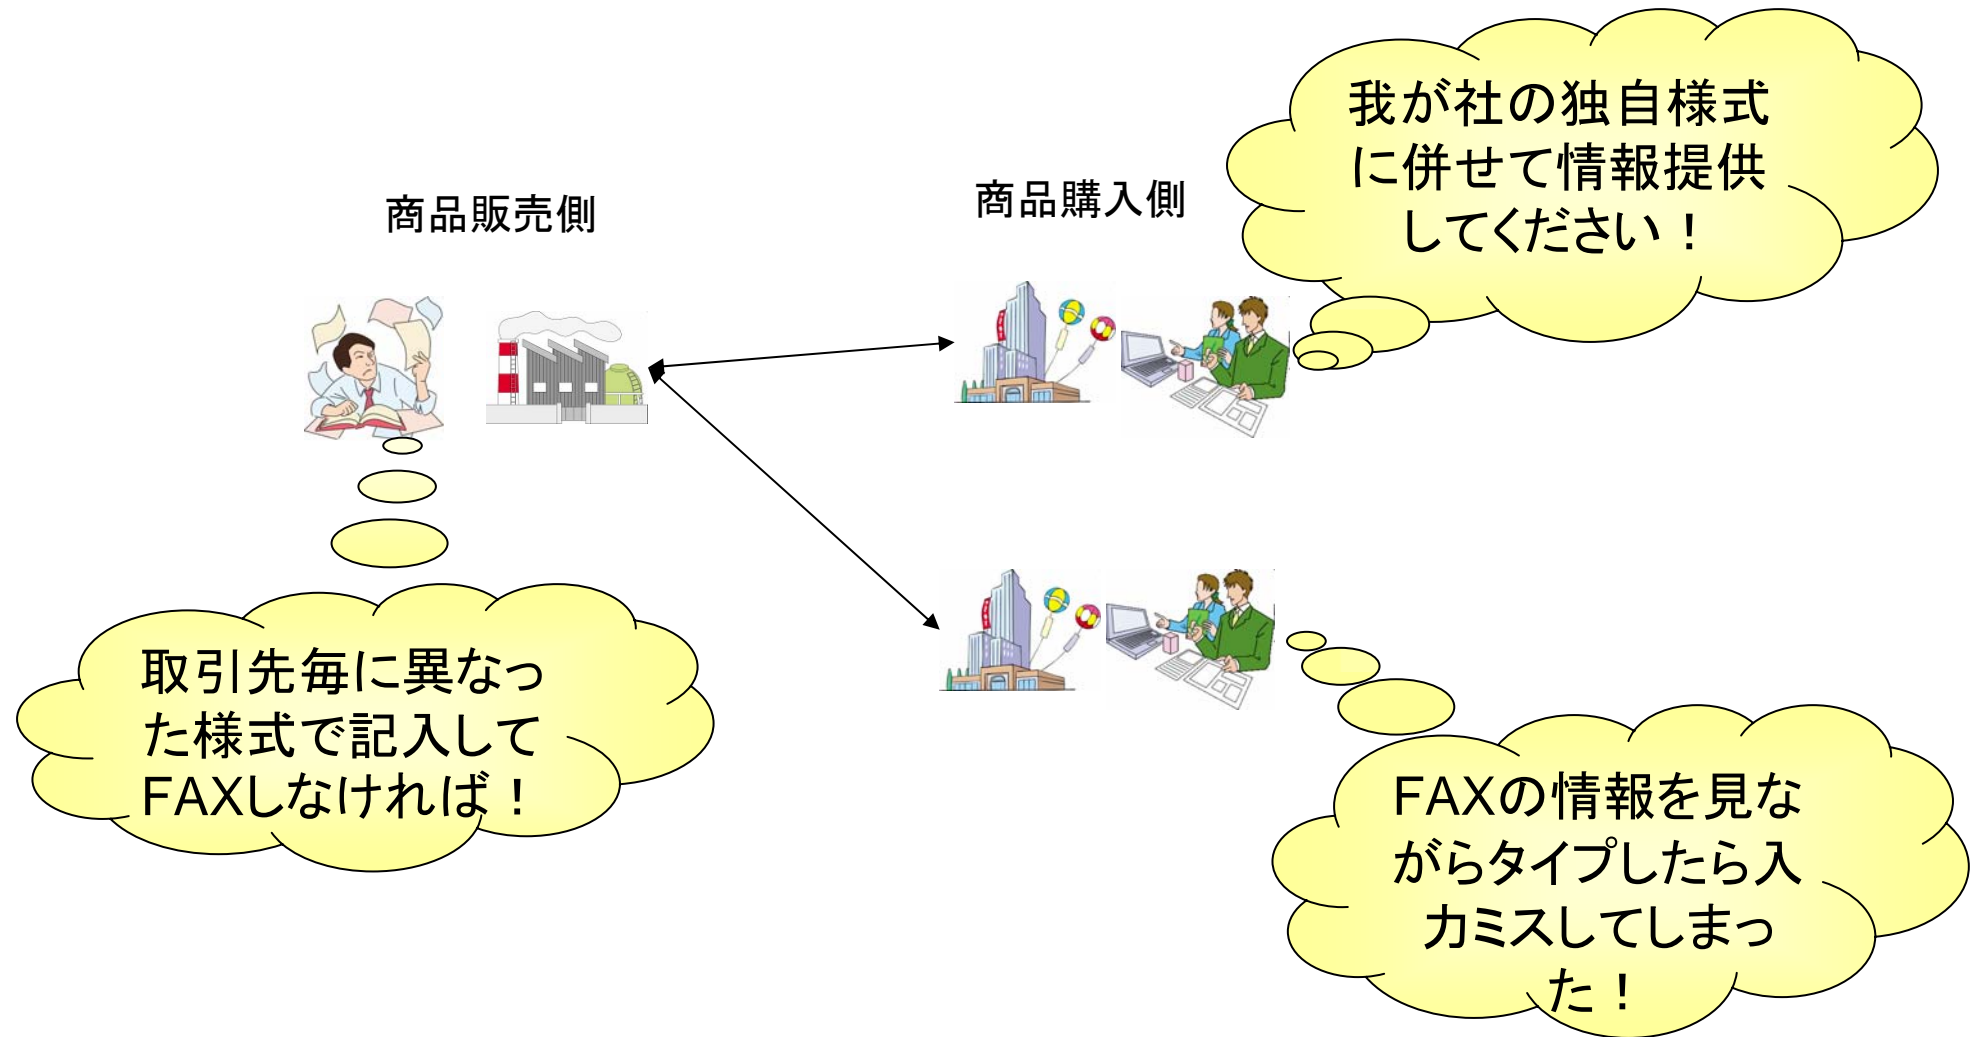 我が社の独自様式
に併せて情報提供
してください！
商品販売側
商品購入側
取引先毎に異なっ
た様式で記入して
FAXしなければ！
FAXの情報を見な
がらタイプしたら入
力ミスしてしまっ
た！